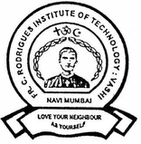 FR. C. RODRIGUES INSTITUTE OF TECHNOLOGY : VASHI
NAVI MUMBAI
LOVE YOUR NEIGHBOUR
AS YOURSELF